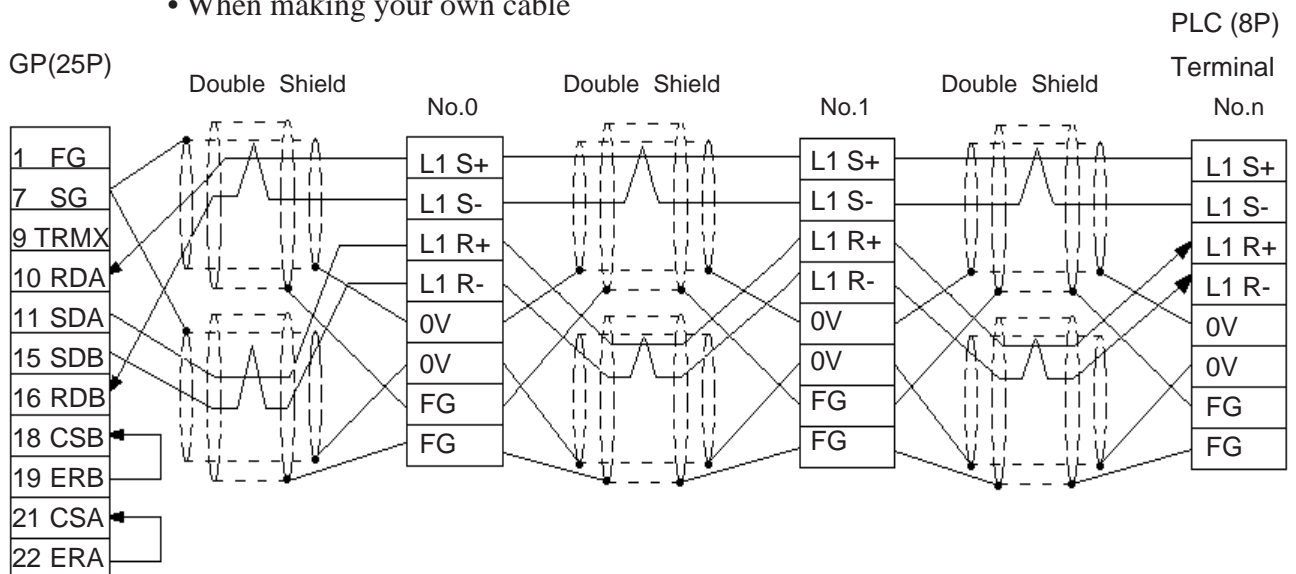 • When making your own cable
PLC (8P)
GP(25P)
Terminal
Double Shield
Double Shield
Double Shield
No.0
No.1
No.n
1 FG
7 SG
9 TRMX
10 RDA
11 SDA
15 SDB
16 RDB
18 CSB
19 ERB
21 CSA
22 ERA
L1 S+
L1 S-
L1 R+
L1 R-
0V
0V
FG
FG
L1 S+
L1 S-
L1 R+
L1 R-
0V
0V
FG
FG
L1 S+
L1 S-
L1 R+
L1 R-
0V
0V
FG
FG